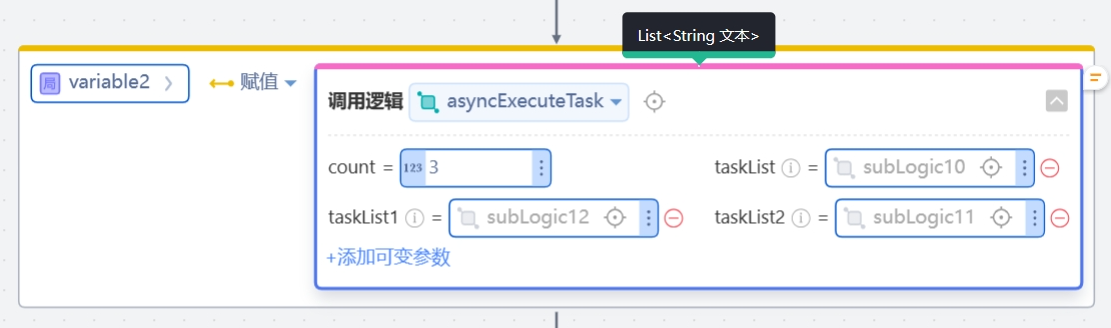 List<String 文本>
局 variable2 赋值
调用逻辑 asyncExecuteTask
count = 123 3 taskList = subLogic10
taskList1 = subLogic12 taskList2 = subLogic11
+添加可变参数